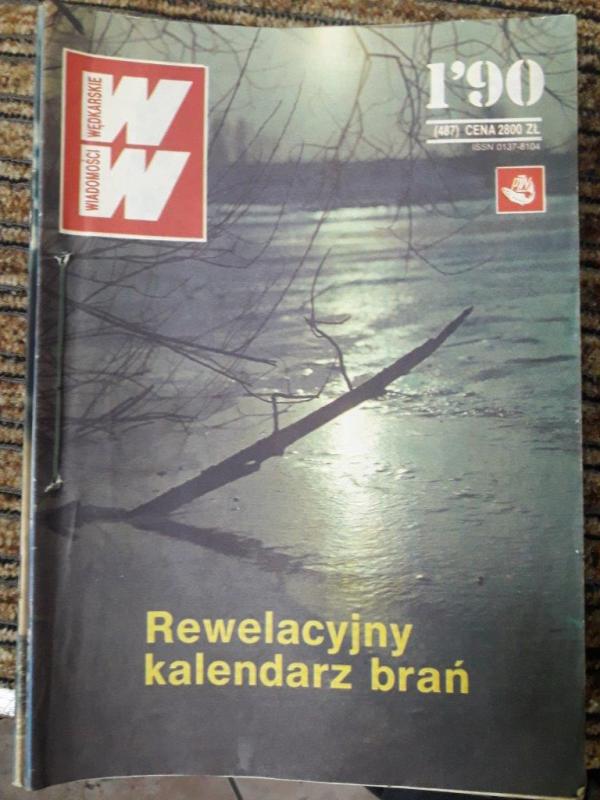 WIADOMOŚCI WĘDKARSKIE
WW
1'90
(487) CENA 2800 ZŁ
ISSN 0137-8104
Rewelacyjny
kalendarz brań